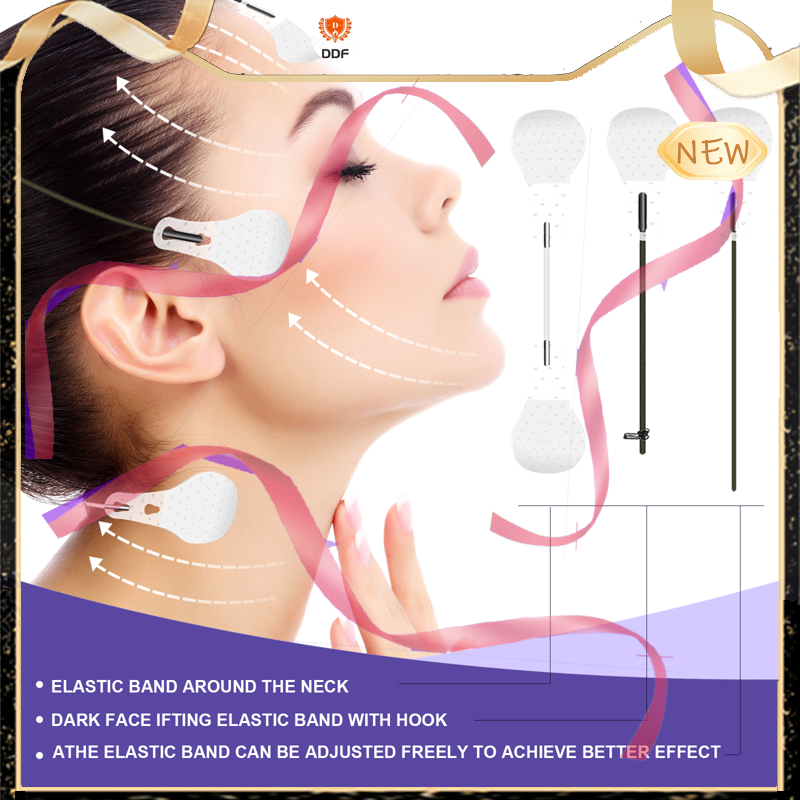 DDF
NEW
• ELASTIC BAND AROUND THE NECK
• DARK FACE IFTING ELASTIC BAND WITH HOOK
• ATHE ELASTIC BAND CAN BE ADJUSTED FREELY TO ACHIEVE BETTER EFFECT